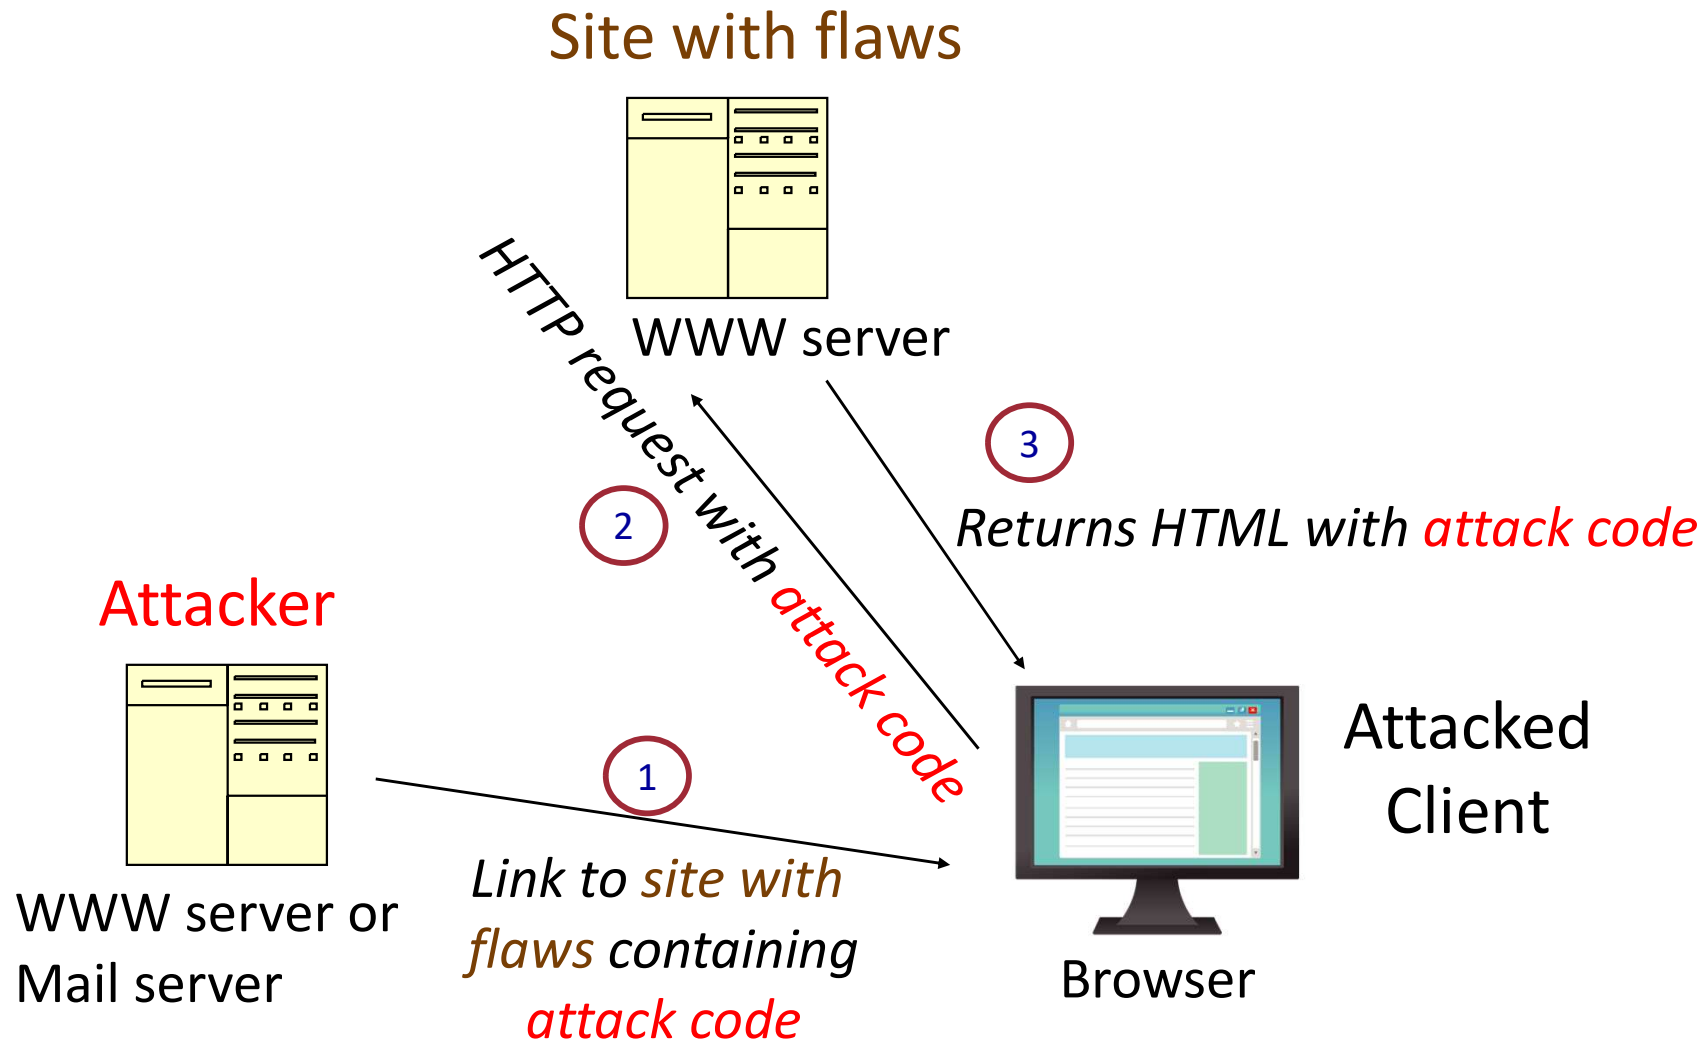 Site with flaws
WWW server
HTTP request with attack code
3
2
Returns HTML with attack code
Attacker
1
Attacked
Client
WWW server or
Mail server
Link to site with
flaws containing
attack code
Browser